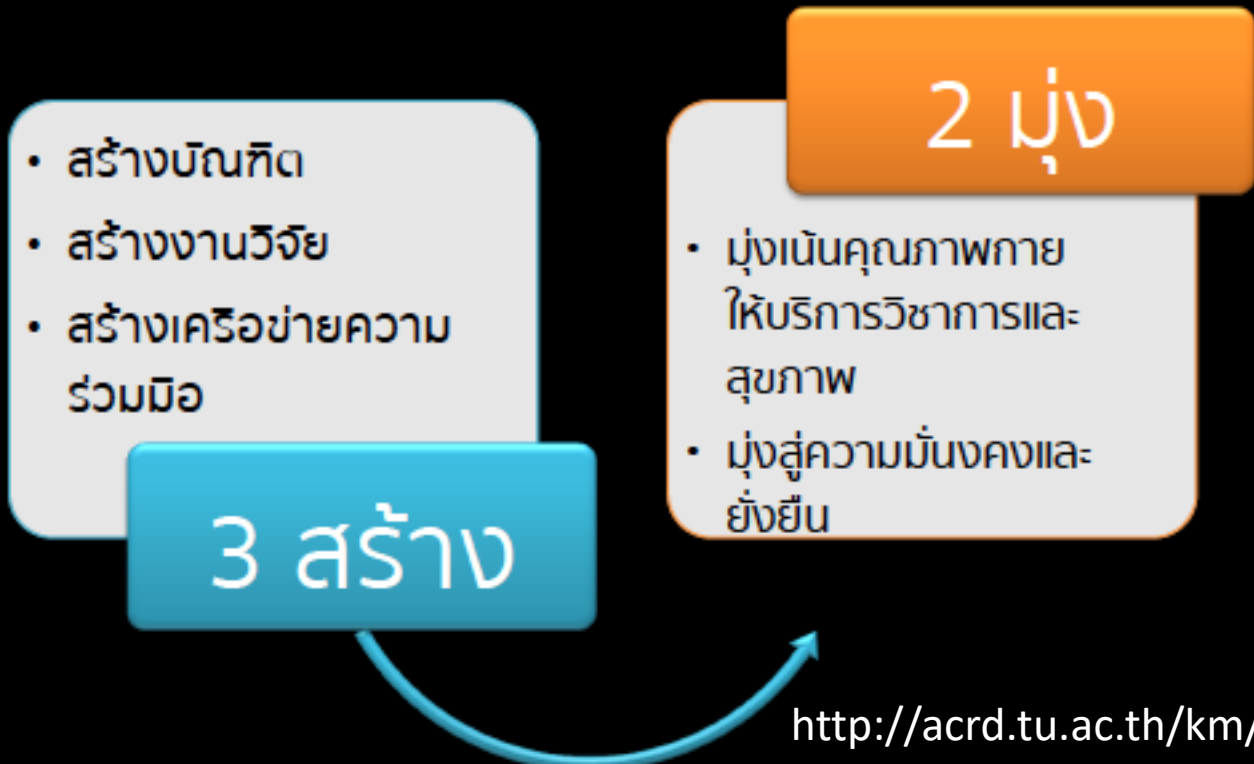 • สร้างบัณฑิต
• สร้างงานวิจัย
• สร้างเครือข่ายความ
ร่วมมือ
3 สร้าง
2 มุ่ง
• มุ่งเน้นคุณภาพกาย
ให้บริการวิชาการและ
สุขภาพ
• มุ่งสู่ความมั่นงคงและ
ยั่งยืน
http://acrd.tu.ac.th/km/